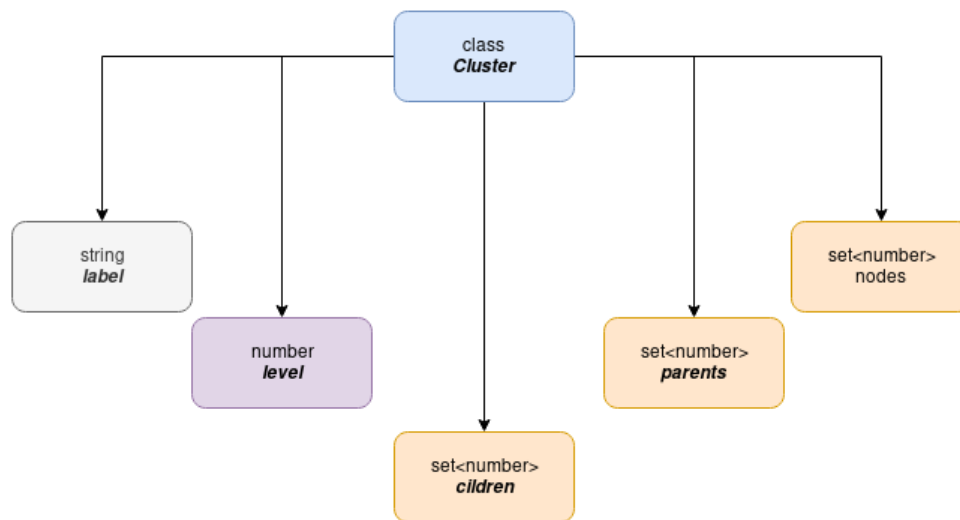 class
Cluster
string
label
number
level
set<number>
cildren
set<number>
parents
set<number>
nodes